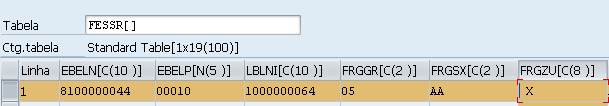 Tabela FESSR[]
Ctg.tabela Standard Table[1x19(100)]
Linha EBELN[C(10 )] EBELP[N(5 )] LBLNI[C(10 )] FRGGR[C(2 )] FRGSX[C(2 )] FRGZU[C(8 )]
1 8100000044 00010 1000000064 05 AA X